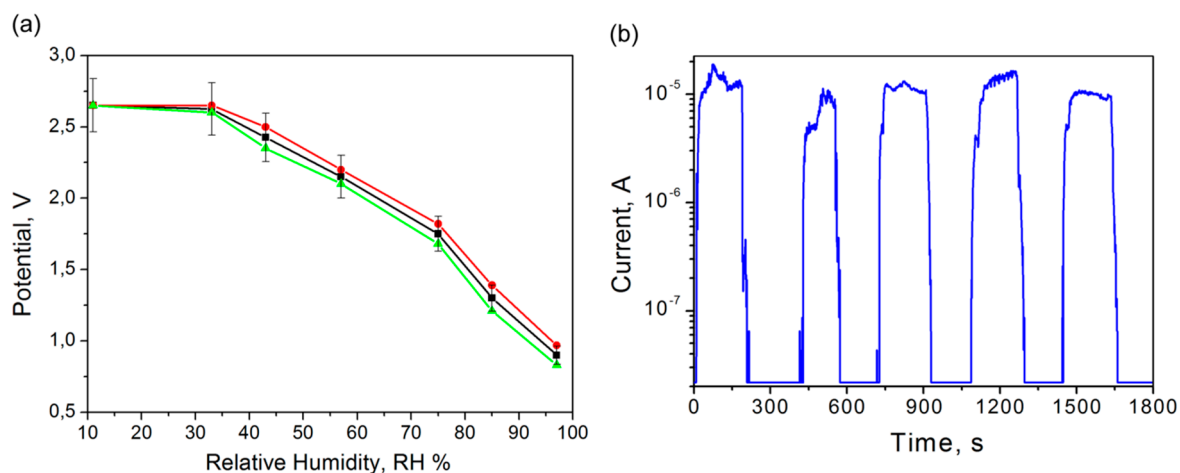 (a)
3,0
2.5
2.0
1.5
1.0
0,5
10 20 30 40 50 60 70 80 90 100
Potential, V
Relative Humidity, RH %
(b)
10⁻⁵
10⁻⁶
10⁻⁷
0 300 600 900 1200 1500 1800
Current, A
Time, s